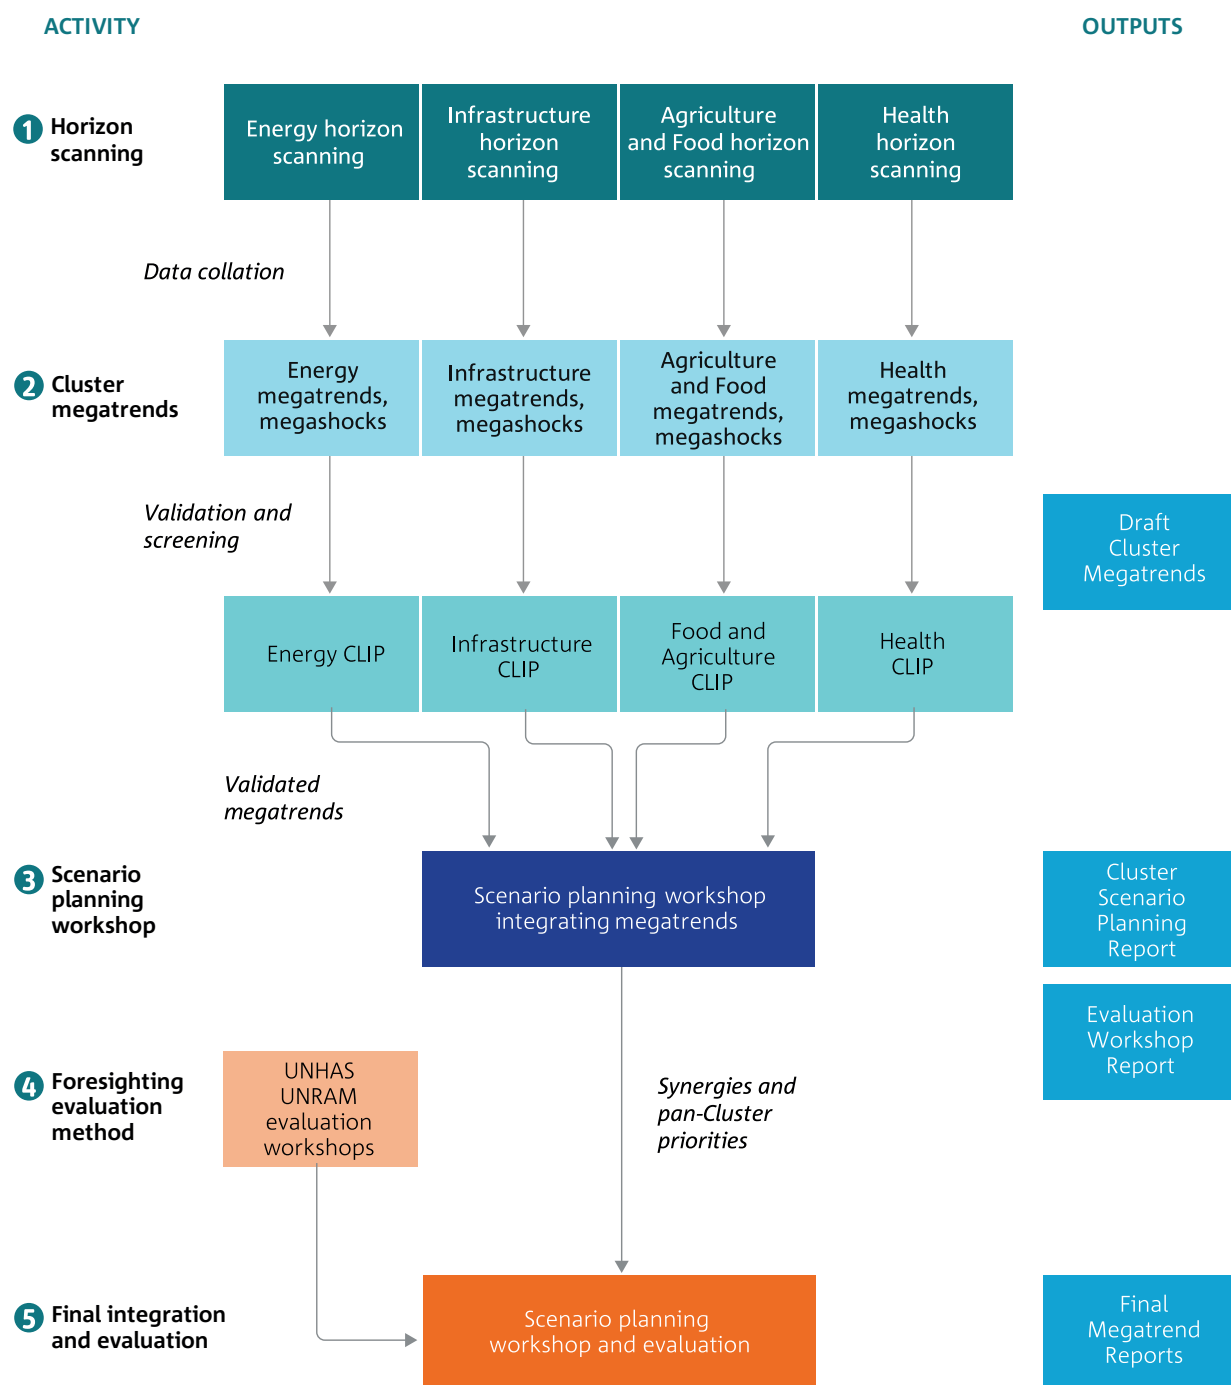 ACTIVITY
OUTPUTS
1 Horizon
scanning
Energy horizon
scanning
Infrastructure
horizon
scanning
Agriculture
and Food horizon
scanning
Health
horizon
scanning
Data collation
2 Cluster
megatrends
Energy
megatrends,
megashocks
Infrastructure
megatrends,
megashocks
Agriculture
and Food
megatrends,
megashocks
Health
megatrends,
megashocks
Validation and
screening
Draft
Cluster
Megatrends
Energy CLIP
Infrastructure
CLIP
Food and
Agriculture
CLIP
Health
CLIP
Validated
megatrends
3 Scenario
planning
workshop
Scenario planning workshop
integrating megatrends
Cluster
Scenario
Planning
Report
Evaluation
Workshop
Report
4 Foresighting
evaluation
method
UNHAS
UNRAM
evaluation
workshops
Synergies and
pan-Cluster
priorities
5 Final integration
and evaluation
Scenario planning
workshop and evaluation
Final
Megatrend
Reports